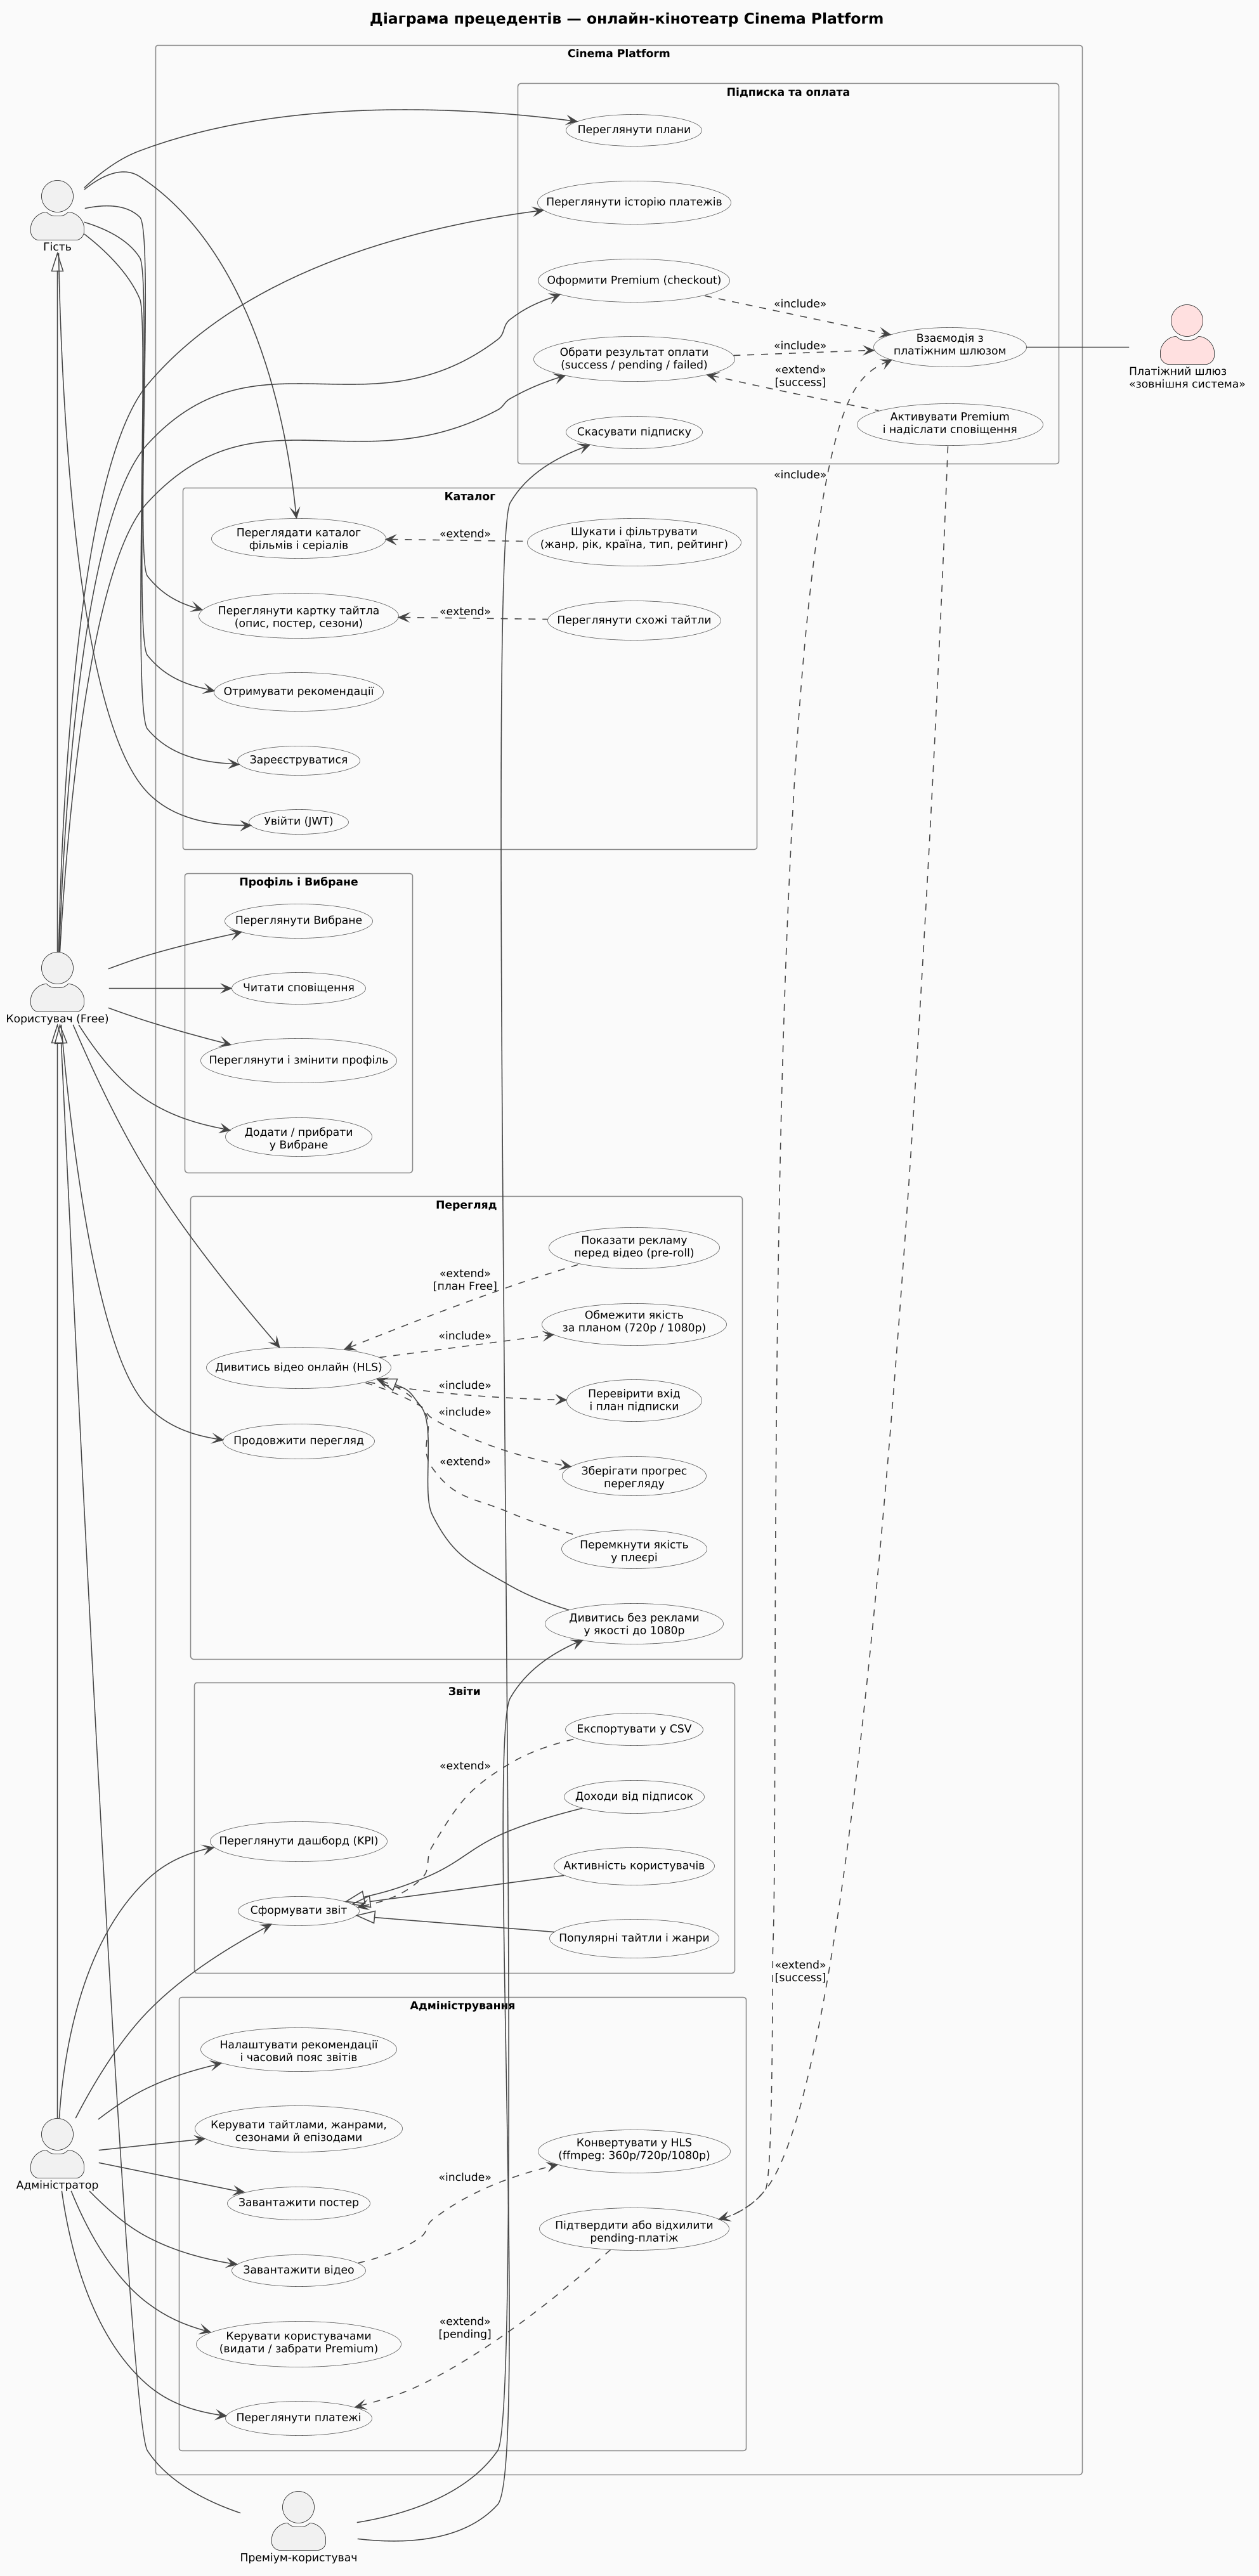 Діаграма прецедентів — онлайн-кінотеатр Cinema Platform
Cinema Platform
Підписка та оплата
Переглянути плани
Переглянути історію платежів
Оформити Premium (checkout)
«include»
Обрати результат оплати
(success / pending / failed)
«include»
«extend»
[success]
Взаємодія з
платіжним шлюзом
Активувати Premium
і надіслати сповіщення
Скасувати підписку
«include»
Гість
Платіжний шлюз
«зовнішня система»
Каталог
Переглядати каталог
фільмів і серіалів
«extend»
Шукати і фільтрувати
(жанр, рік, країна, тип, рейтинг)
Переглянути картку тайтла
(опис, постер, сезони)
«extend»
Переглянути схожі тайтли
Отримувати рекомендації
Зареєструватися
Увійти (JWT)
Профіль і Вибране
Переглянути Вибране
Читати сповіщення
Користувач (Free)
Переглянути і змінити профіль
Додати / прибрати
у Вибране
Перегляд
Показати рекламу
перед відео (pre-roll)
«extend»
[план Free]
Обмежити якість
за планом (720p / 1080p)
«include»
Дивитись відео онлайн (HLS)
«include»
Перевірити вхід
і план підписки
«include»
Продовжити перегляд
«extend»
Зберігати прогрес
перегляду
Перемкнути якість
у плеєрі
Дивитись без реклами
у якості до 1080p
Звіти
Експортувати у CSV
«extend»
Доходи від підписок
Переглянути дашборд (KPI)
Активність користувачів
Сформувати звіт
Популярні тайтли і жанри
«extend»
[success]
Адміністрування
Налаштувати рекомендації
і часовий пояс звітів
Керувати тайтлами, жанрами,
сезонами й епізодами
Конвертувати у HLS
(ffmpeg: 360p/720p/1080p)
«include»
Адміністратор
Завантажити постер
Підтвердити або відхилити
pending-платіж
Завантажити відео
«extend»
[pending]
Керувати користувачами
(видати / забрати Premium)
Переглянути платежі
Преміум-користувач